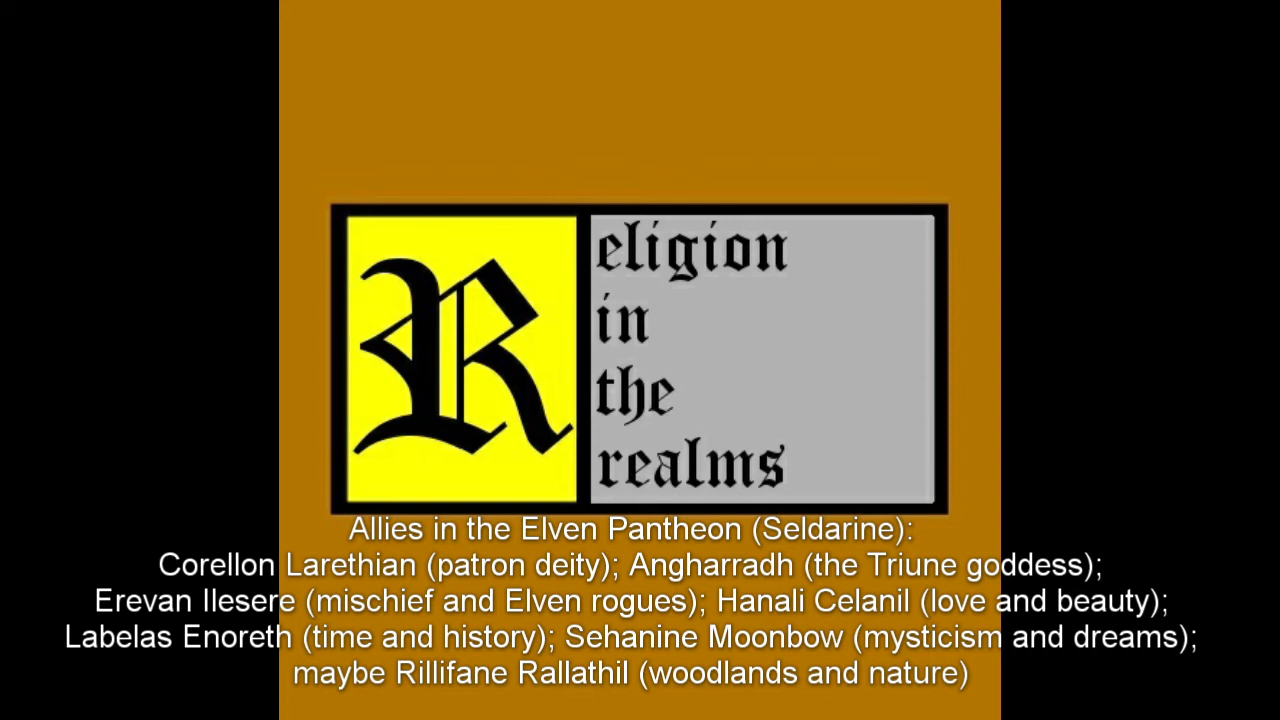 R
eligion
in
the
realms
Allies in the Elven Pantheon (Seldarine):
Corellon Larethian (patron deity); Angharradh (the Triune goddess);
Erevan Ilesere (mischief and Elven rogues); Hanali Celanil (love and beauty);
Labelas Enoreth (time and history); Sehanine Moonbow (mysticism and dreams);
maybe Rillifane Rallathil (woodlands and nature)